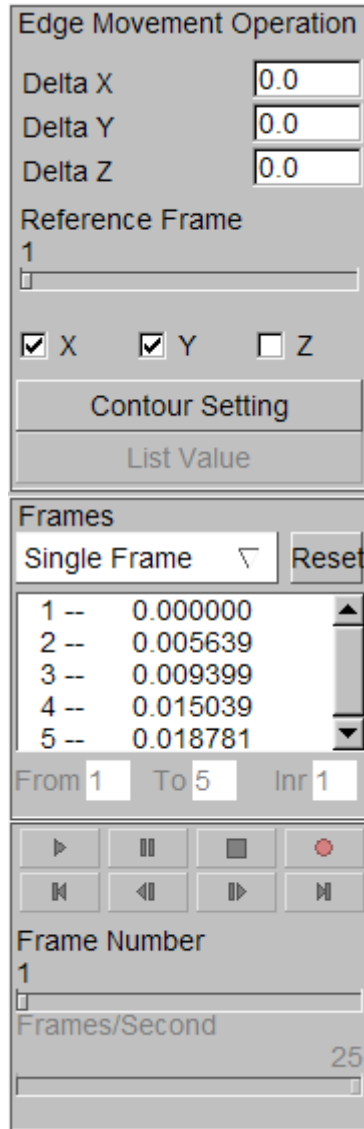 Edge Movement Operation
Delta X 0.0
Delta Y 0.0
Delta Z 0.0
Reference Frame
1
X Y Z
Contour Setting
List Value
Frames
Single Frame Reset
1 -- 0.000000
2 -- 0.005639
3 -- 0.009399
4 -- 0.015039
5 -- 0.018781
From 1 To 5 Inr 1
Frame Number
1
Frames/Second
25